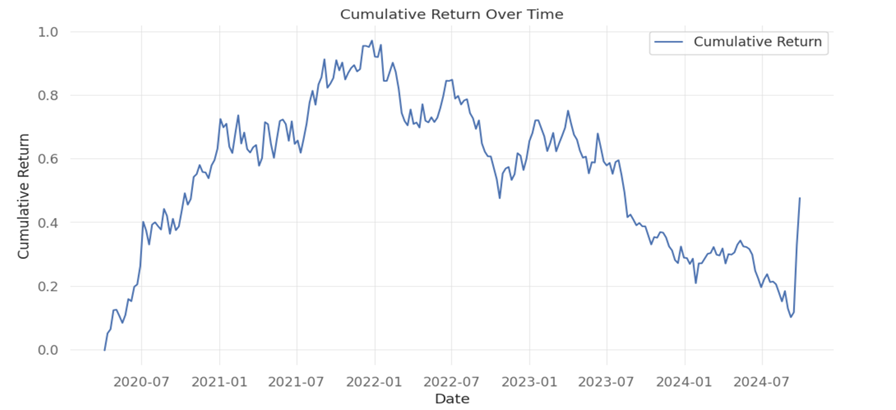 Cumulative Return Over Time
Cumulative Return
1.0
0.8
0.6
0.4
0.2
0.0
Cumulative Return
2020-07 2021-01 2021-07 2022-01 2022-07 2023-01 2023-07 2024-01 2024-07
Date